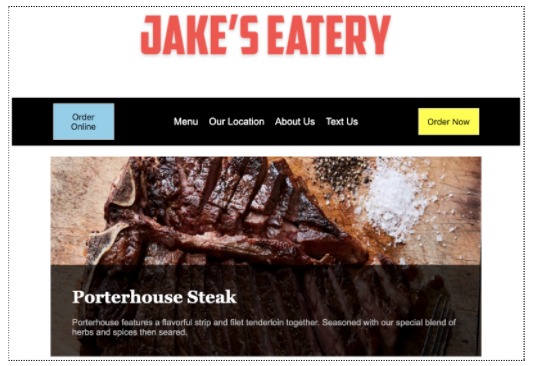 JAKE'S EATERY
Order
Online
Menu Our Location About Us Text Us
Order Now
Porterhouse Steak
Porterhouse features a flavorful strip and filet tenderloin together. Seasoned with our special blend of
herbs and spices then seared.